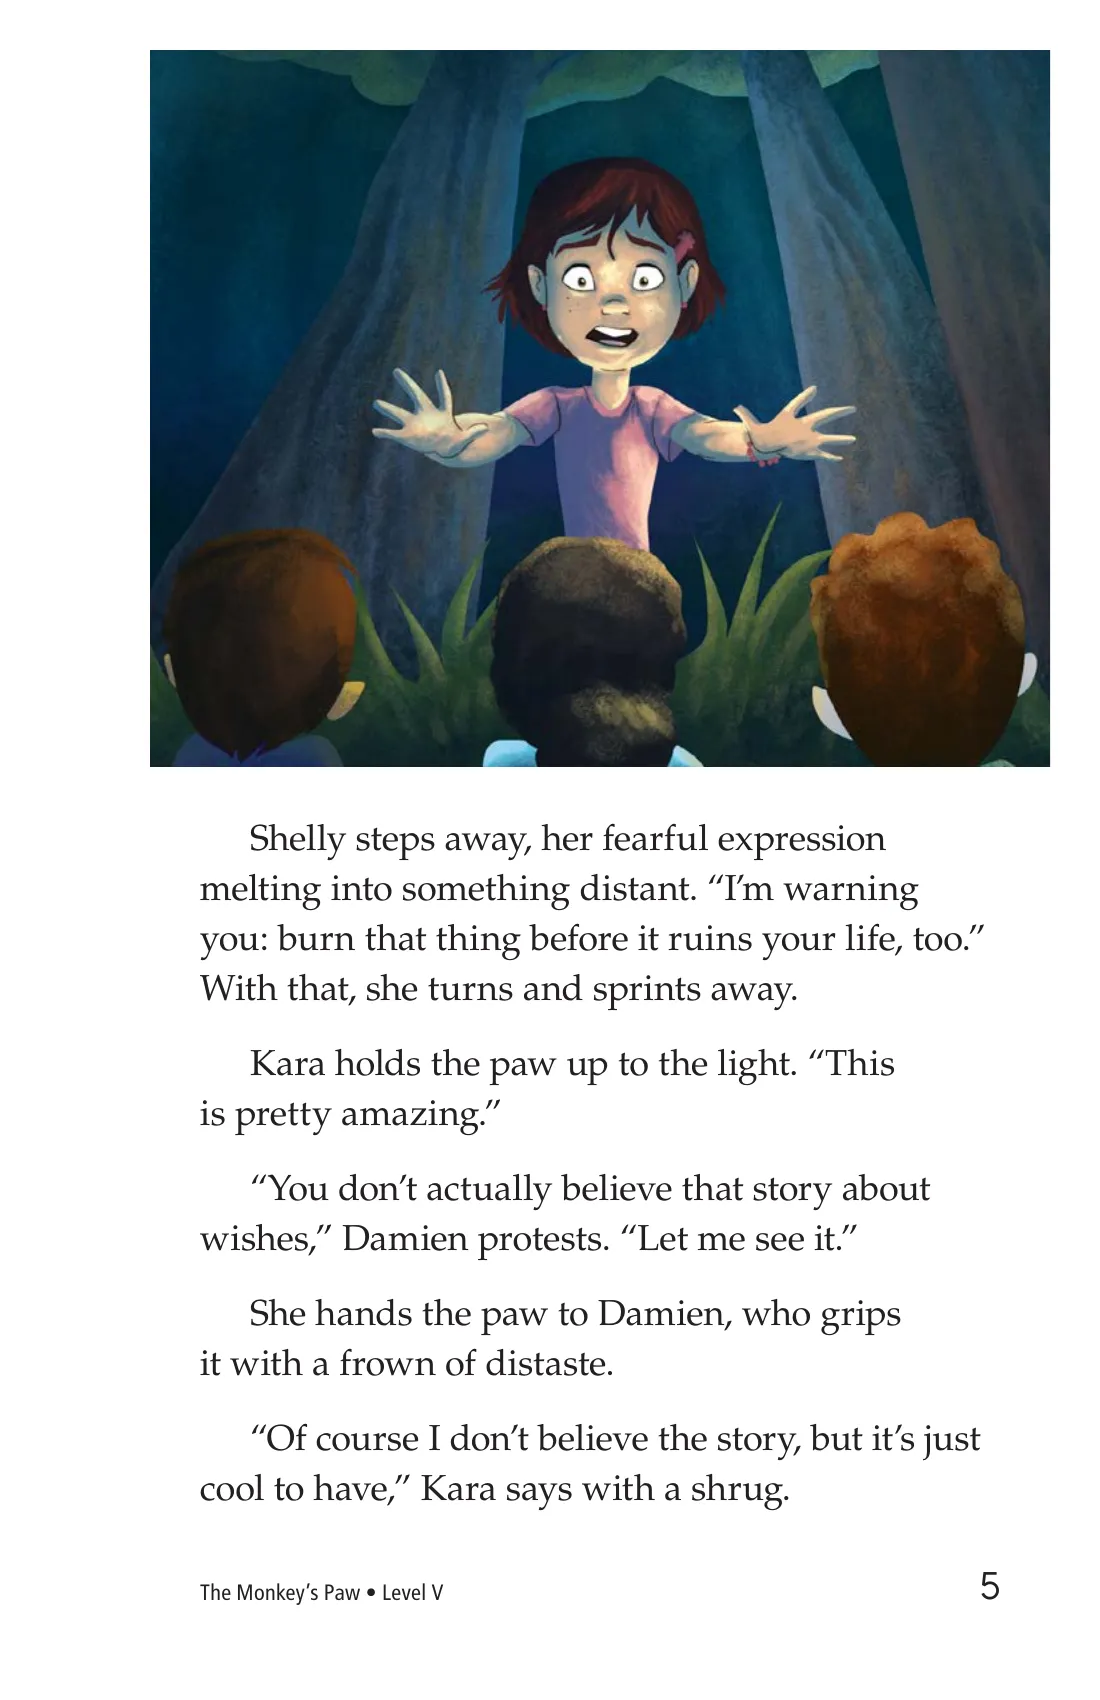 Shelly steps away, her fearful expression
melting into something distant. “I’m warning
you: burn that thing before it ruins your life, too.”
With that, she turns and sprints away.
Kara holds the paw up to the light. “This
is pretty amazing.”
“You don’t actually believe that story about
wishes,” Damien protests. “Let me see it.”
She hands the paw to Damien, who grips
it with a frown of distaste.
“Of course I don’t believe the story, but it’s just
cool to have,” Kara says with a shrug.
The Monkey’s Paw • Level V
5